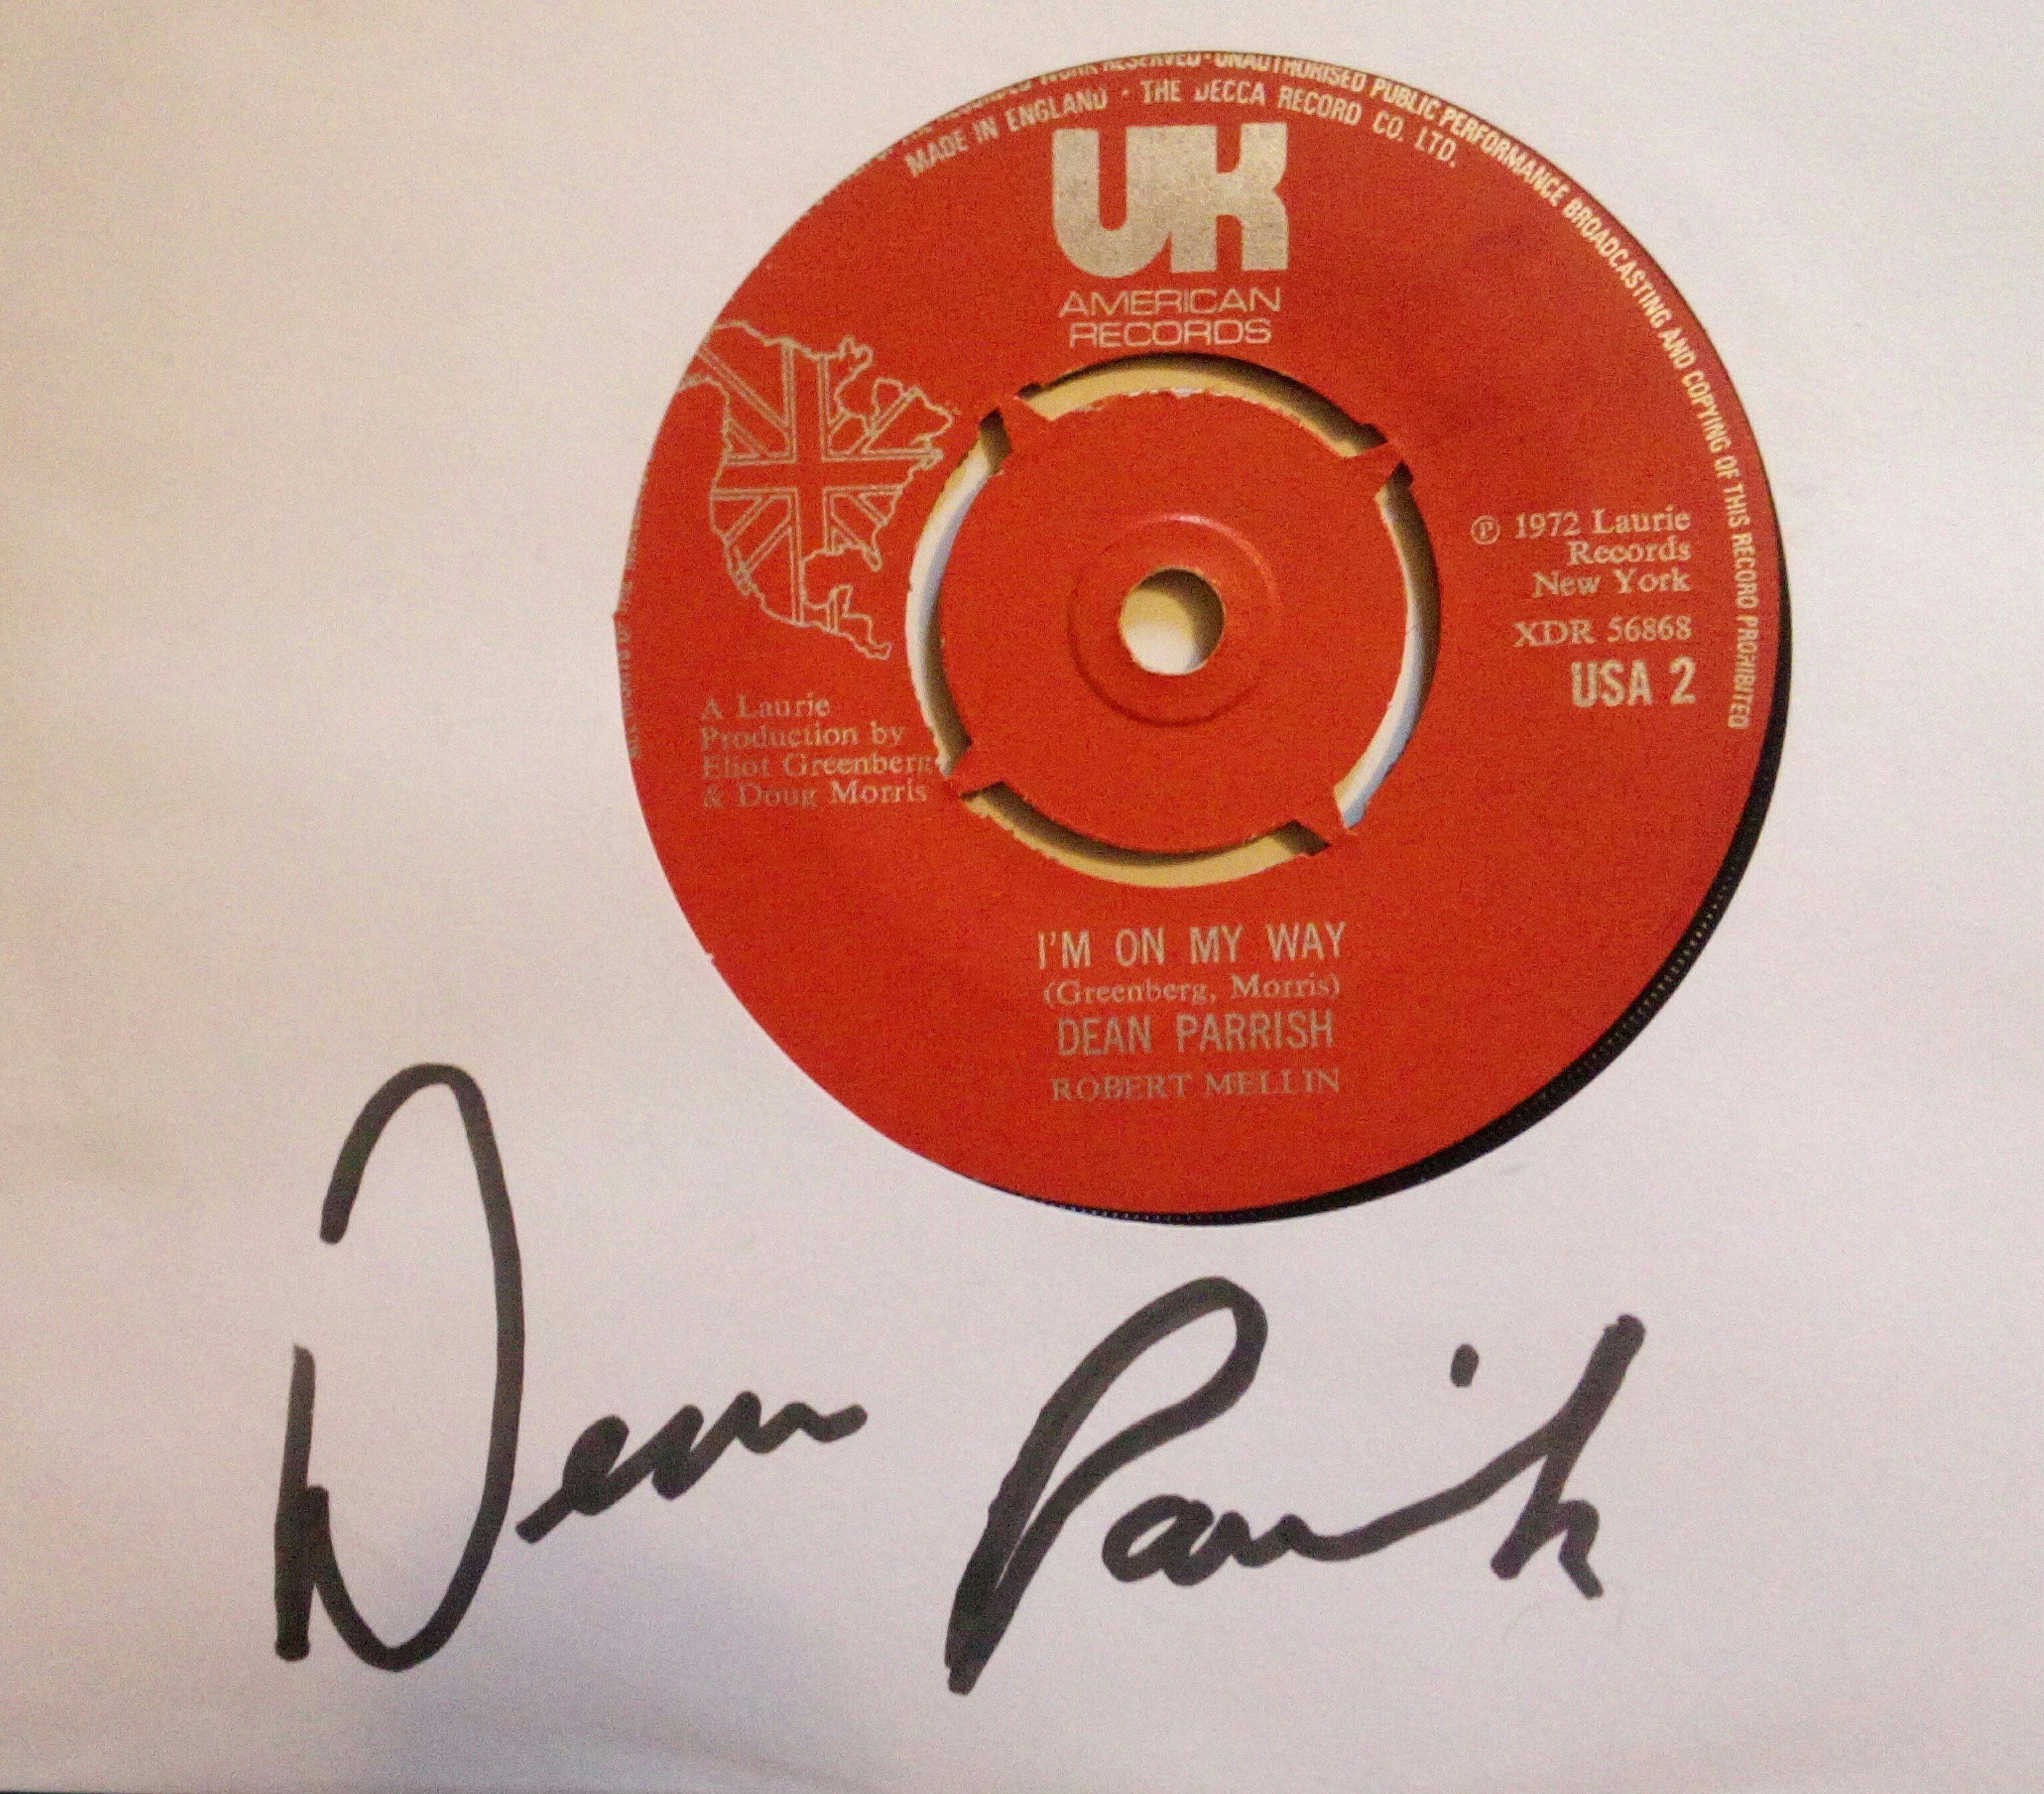 WORK RESERVED · UNAUTHORISED PUBLIC PERFORMANCE BROADCASTING AND COPYING OF THIS RECORD PROHIBITED
MADE IN ENGLAND · THE DECCA RECORD CO. LTD.
UK
AMERICAN
RECORDS
℗ 1972 Laurie
Records
New York
XDR 56868
USA 2
A Laurie
Production by
Eliot Greenberg
& Doug Morris
I'M ON MY WAY
(Greenberg, Morris)
DEAN PARRISH
ROBERT MELLIN
Dean Parrish